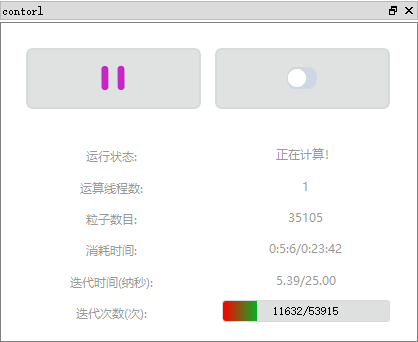 contorl
运行状态: 正在计算!
运算线程数: 1
粒子数目: 35105
消耗时间: 0:5:6/0:23:42
迭代时间(纳秒): 5.39/25.00
迭代次数(次): 11632/53915